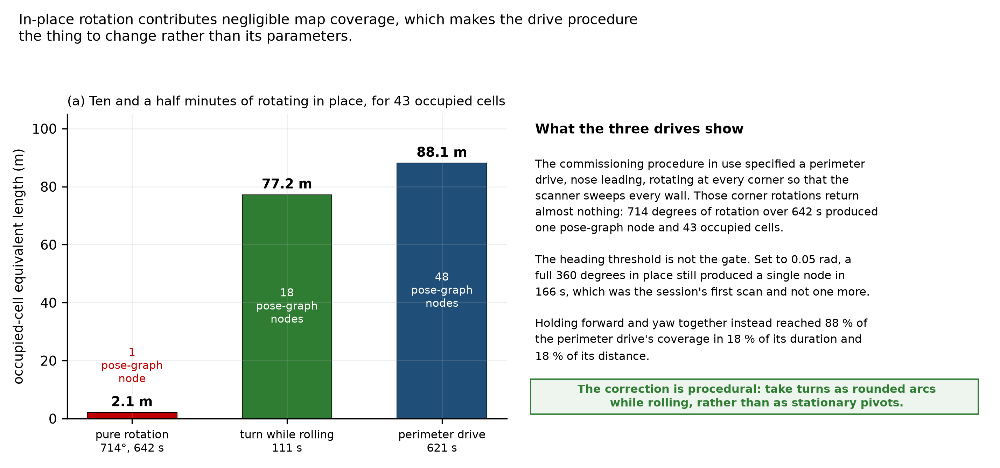 In-place rotation contributes negligible map coverage, which makes the drive procedure
the thing to change rather than its parameters.
(a) Ten and a half minutes of rotating in place, for 43 occupied cells
occupied-cell equivalent length (m)
100
80
60
40
20
0
2.1 m
1
pose-graph
node
77.2 m
18
pose-graph
nodes
88.1 m
48
pose-graph
nodes
pure rotation
714°, 642 s
turn while rolling
111 s
perimeter drive
621 s
What the three drives show
The commissioning procedure in use specified a perimeter
drive, nose leading, rotating at every corner so that the
scanner sweeps every wall. Those corner rotations return
almost nothing: 714 degrees of rotation over 642 s produced
one pose-graph node and 43 occupied cells.
The heading threshold is not the gate. Set to 0.05 rad, a
full 360 degrees in place still produced a single node in
166 s, which was the session's first scan and not one more.
Holding forward and yaw together instead reached 88 % of
the perimeter drive's coverage in 18 % of its duration and
18 % of its distance.
The correction is procedural: take turns as rounded arcs
while rolling, rather than as stationary pivots.